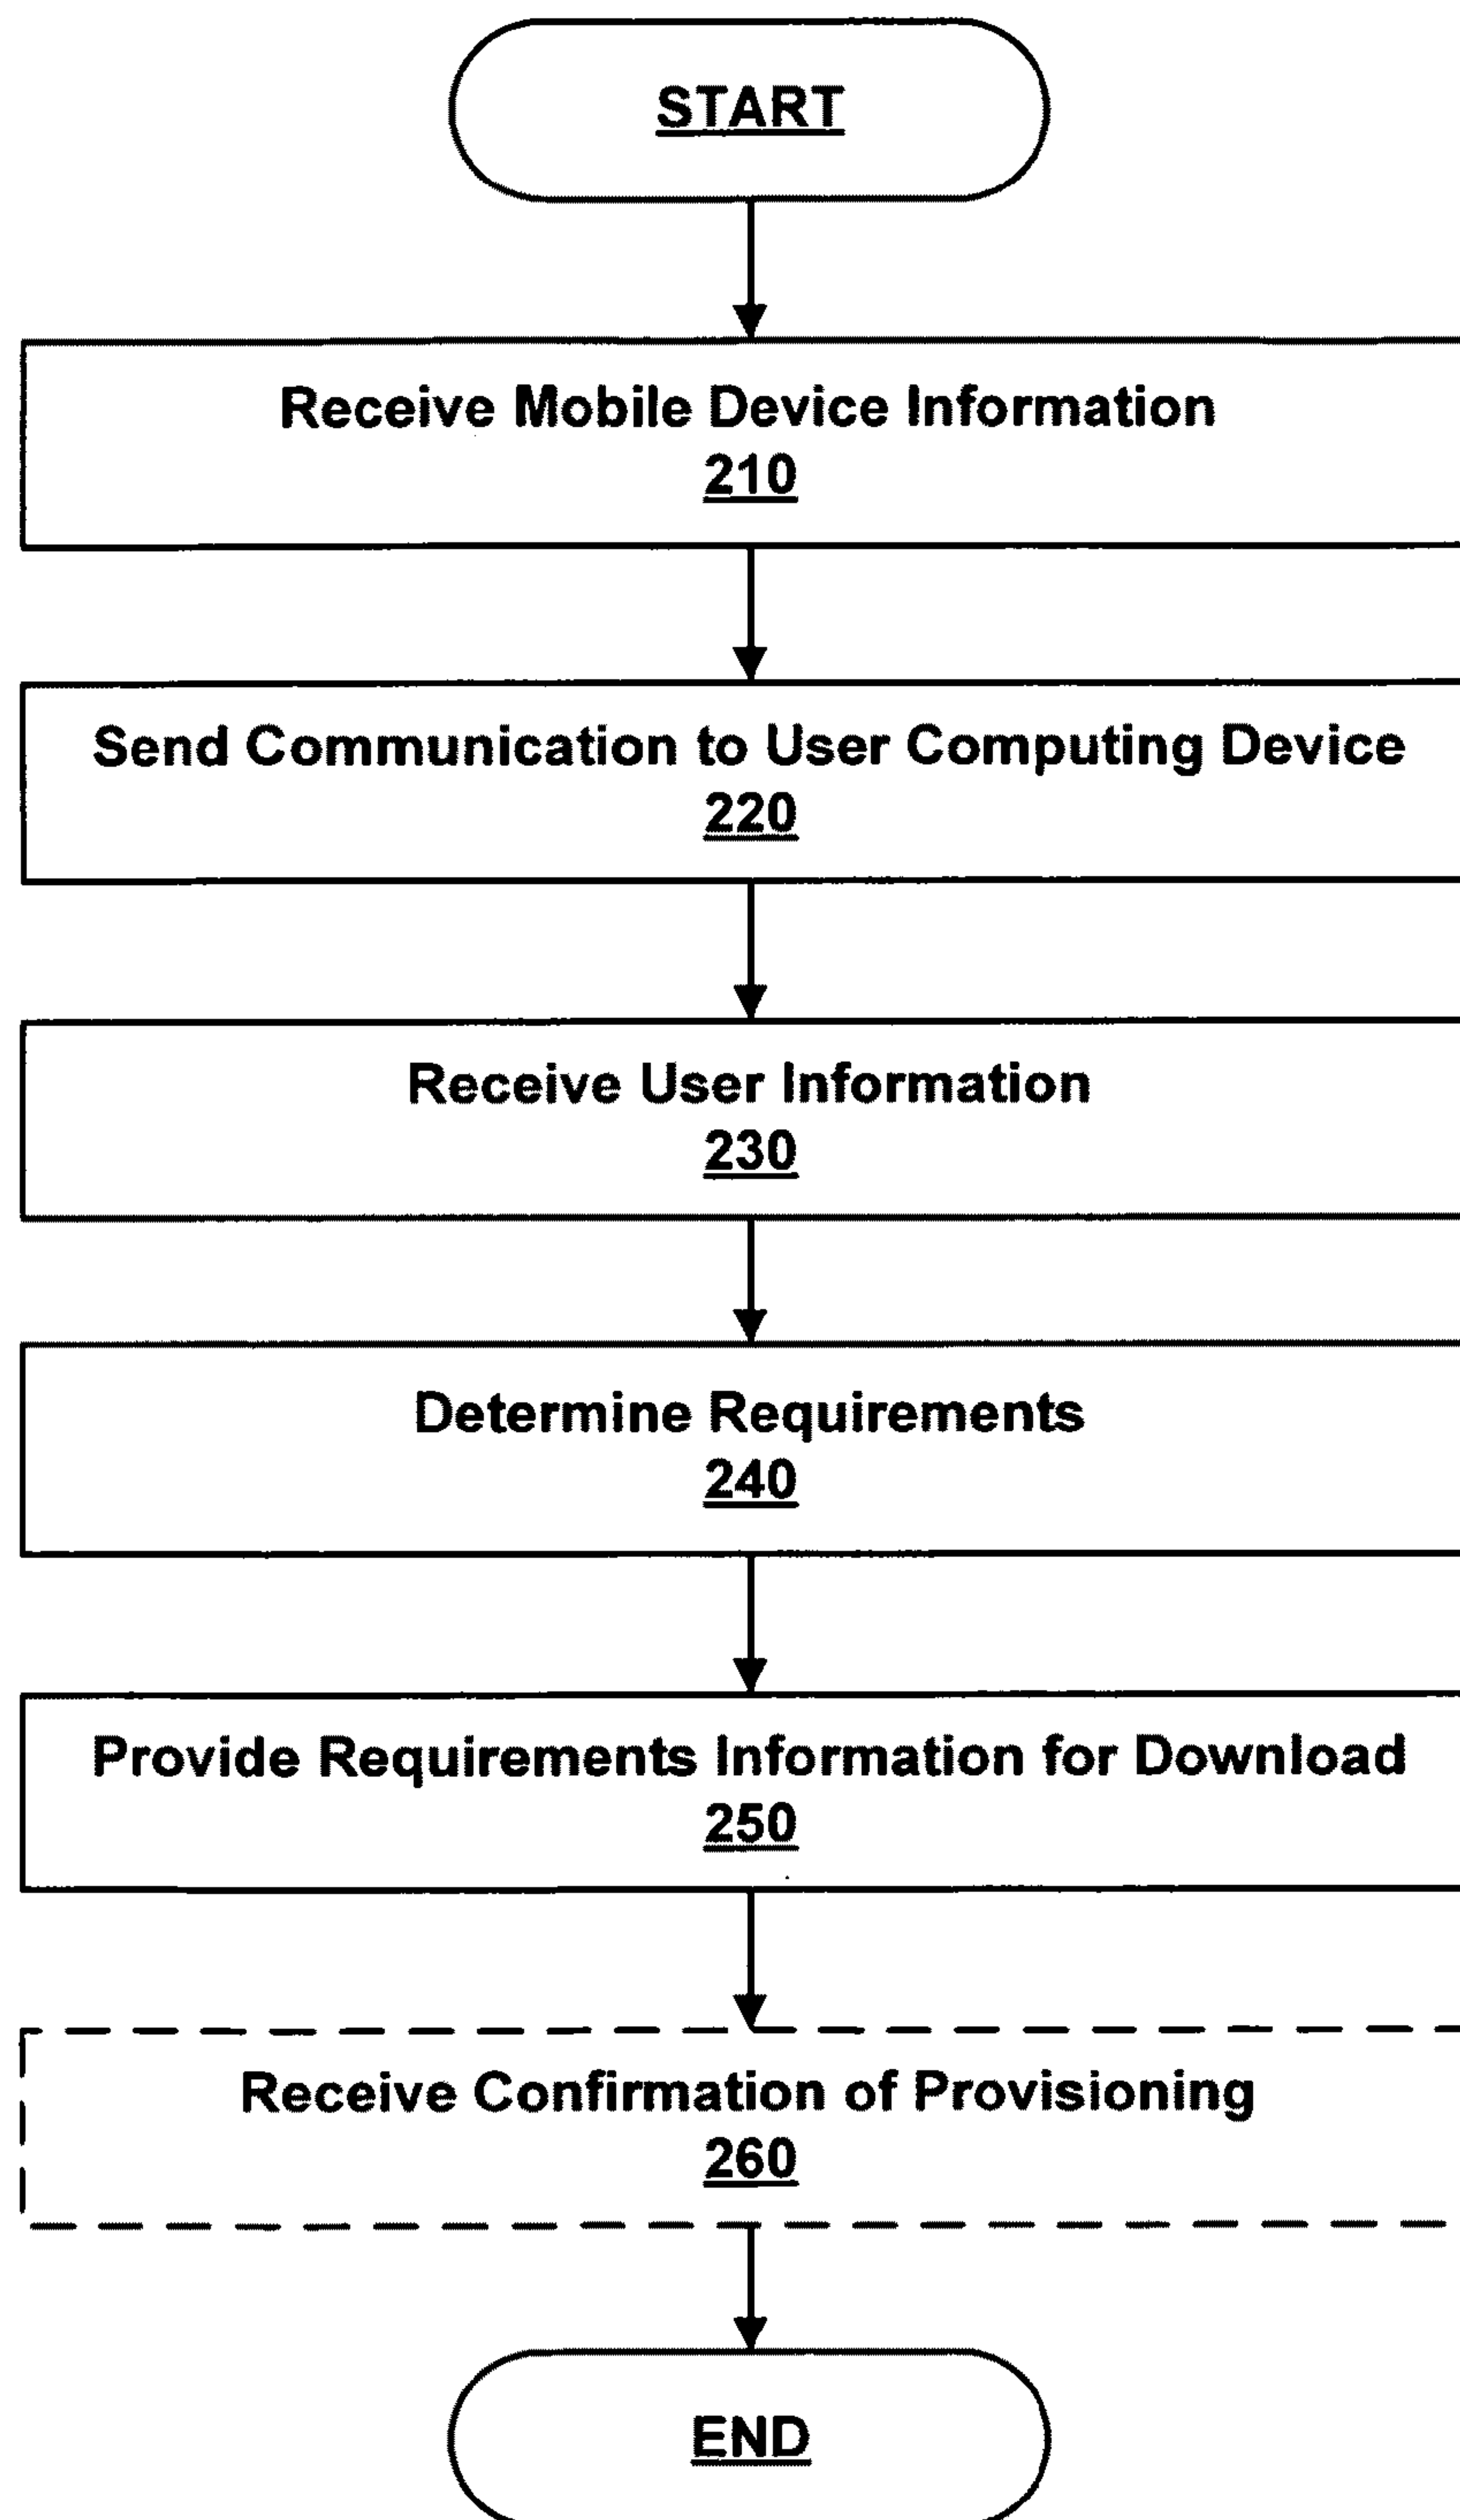 START
Receive Mobile Device Information
210
Send Communication to User Computing Device
220
Receive User Information
230
Determine Requirements
240
Provide Requirements Information for Download
250
Receive Confirmation of Provisioning
260
END